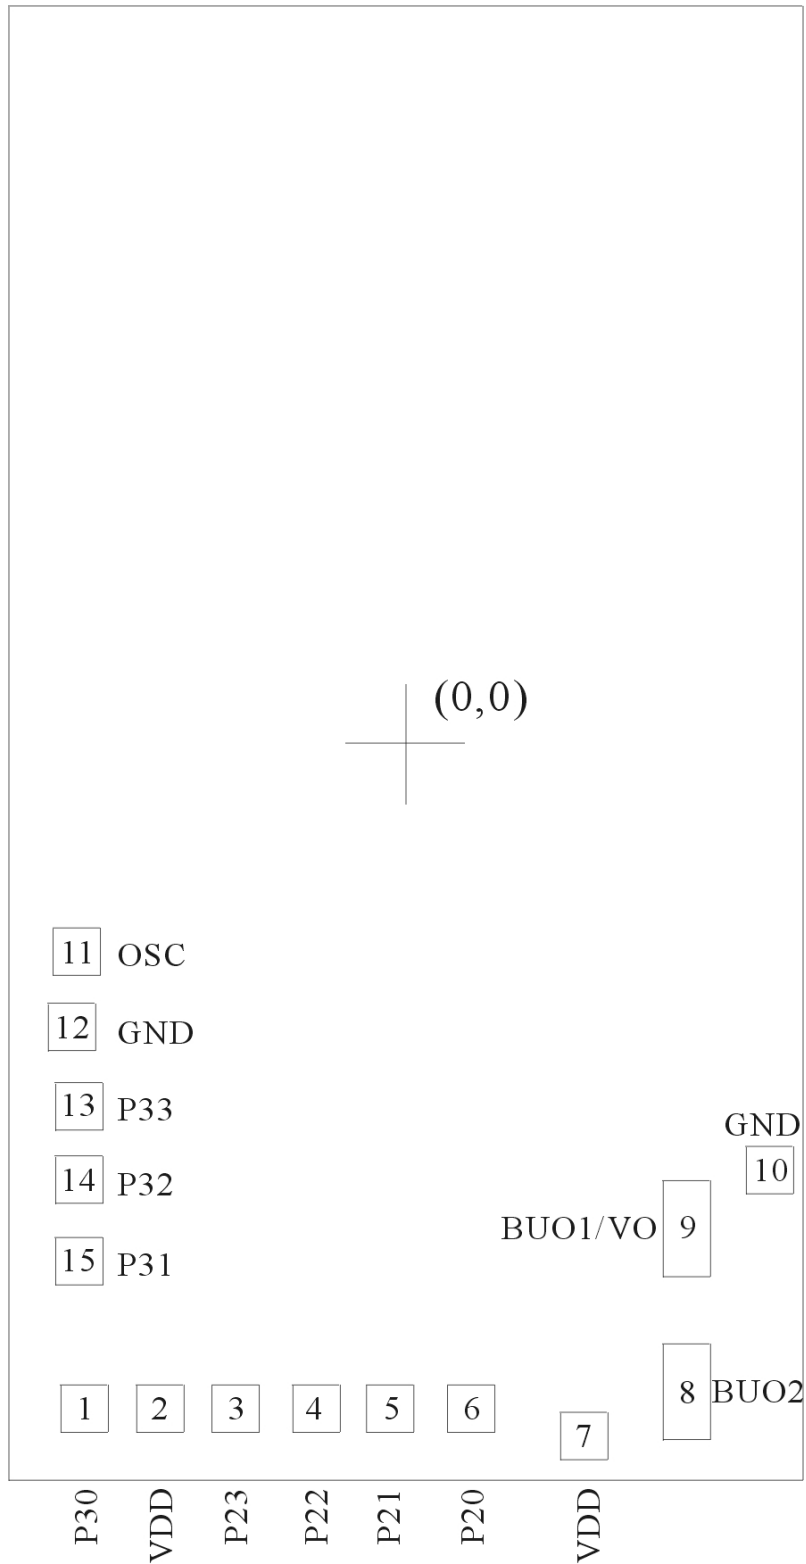 (0,0)
11 OSC
12 GND
13 P33
GND
14 P32
10
BUO1/VO 9
15 P31
1 2 3 4 5 6 7 8 BUO2
P30 VDD P23 P22 P21 P20 VDD